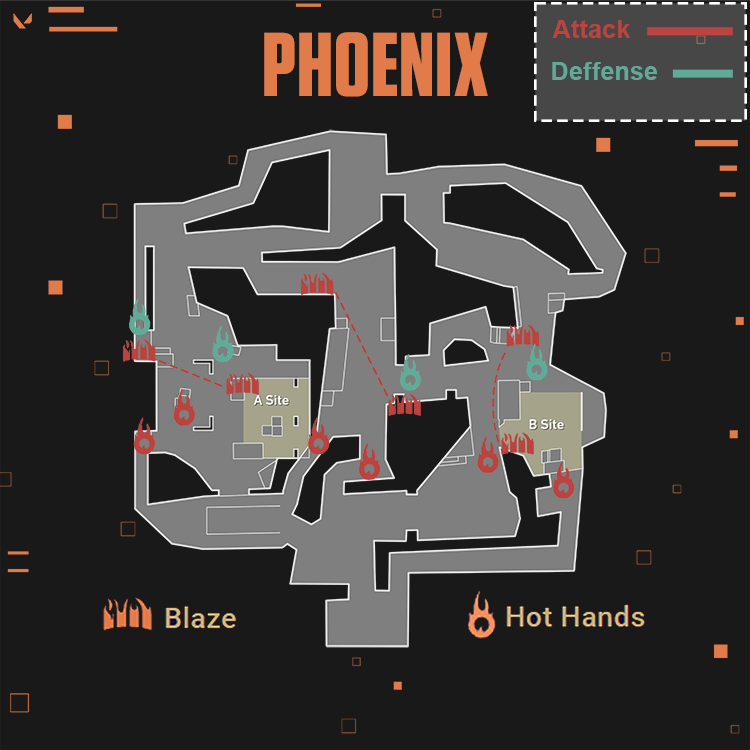 PHOENIX
Attack
Deffense
A Site
B Site
Blaze
Hot Hands